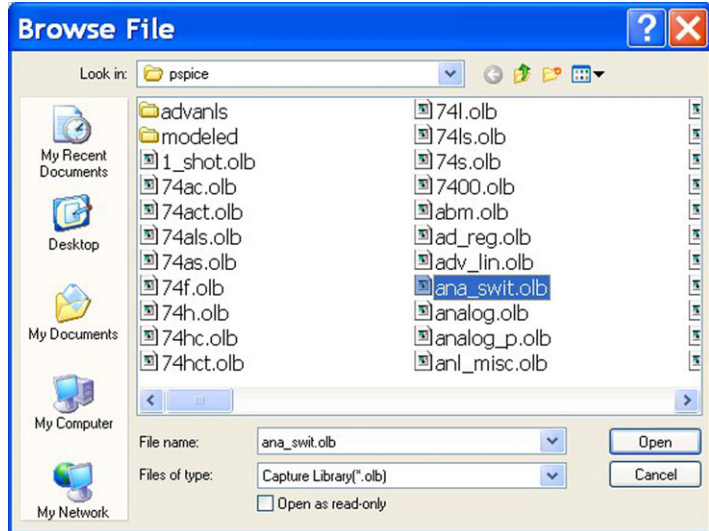 Browse File
Look in: pspice
My Recent
Documents
Desktop
My Documents
My Computer
My Network
advanls
modeled
1_shot.olb
74ac.olb
74act.olb
74als.olb
74as.olb
74f.olb
74h.olb
74hc.olb
74hct.olb
74l.olb
74ls.olb
74s.olb
7400.olb
abm.olb
ad_reg.olb
adv_lin.olb
ana_swit.olb
analog.olb
analog_p.olb
anl_misc.olb
File name: ana_swit.olb Open
Files of type: Capture Library(*.olb) Cancel
Open as read-only